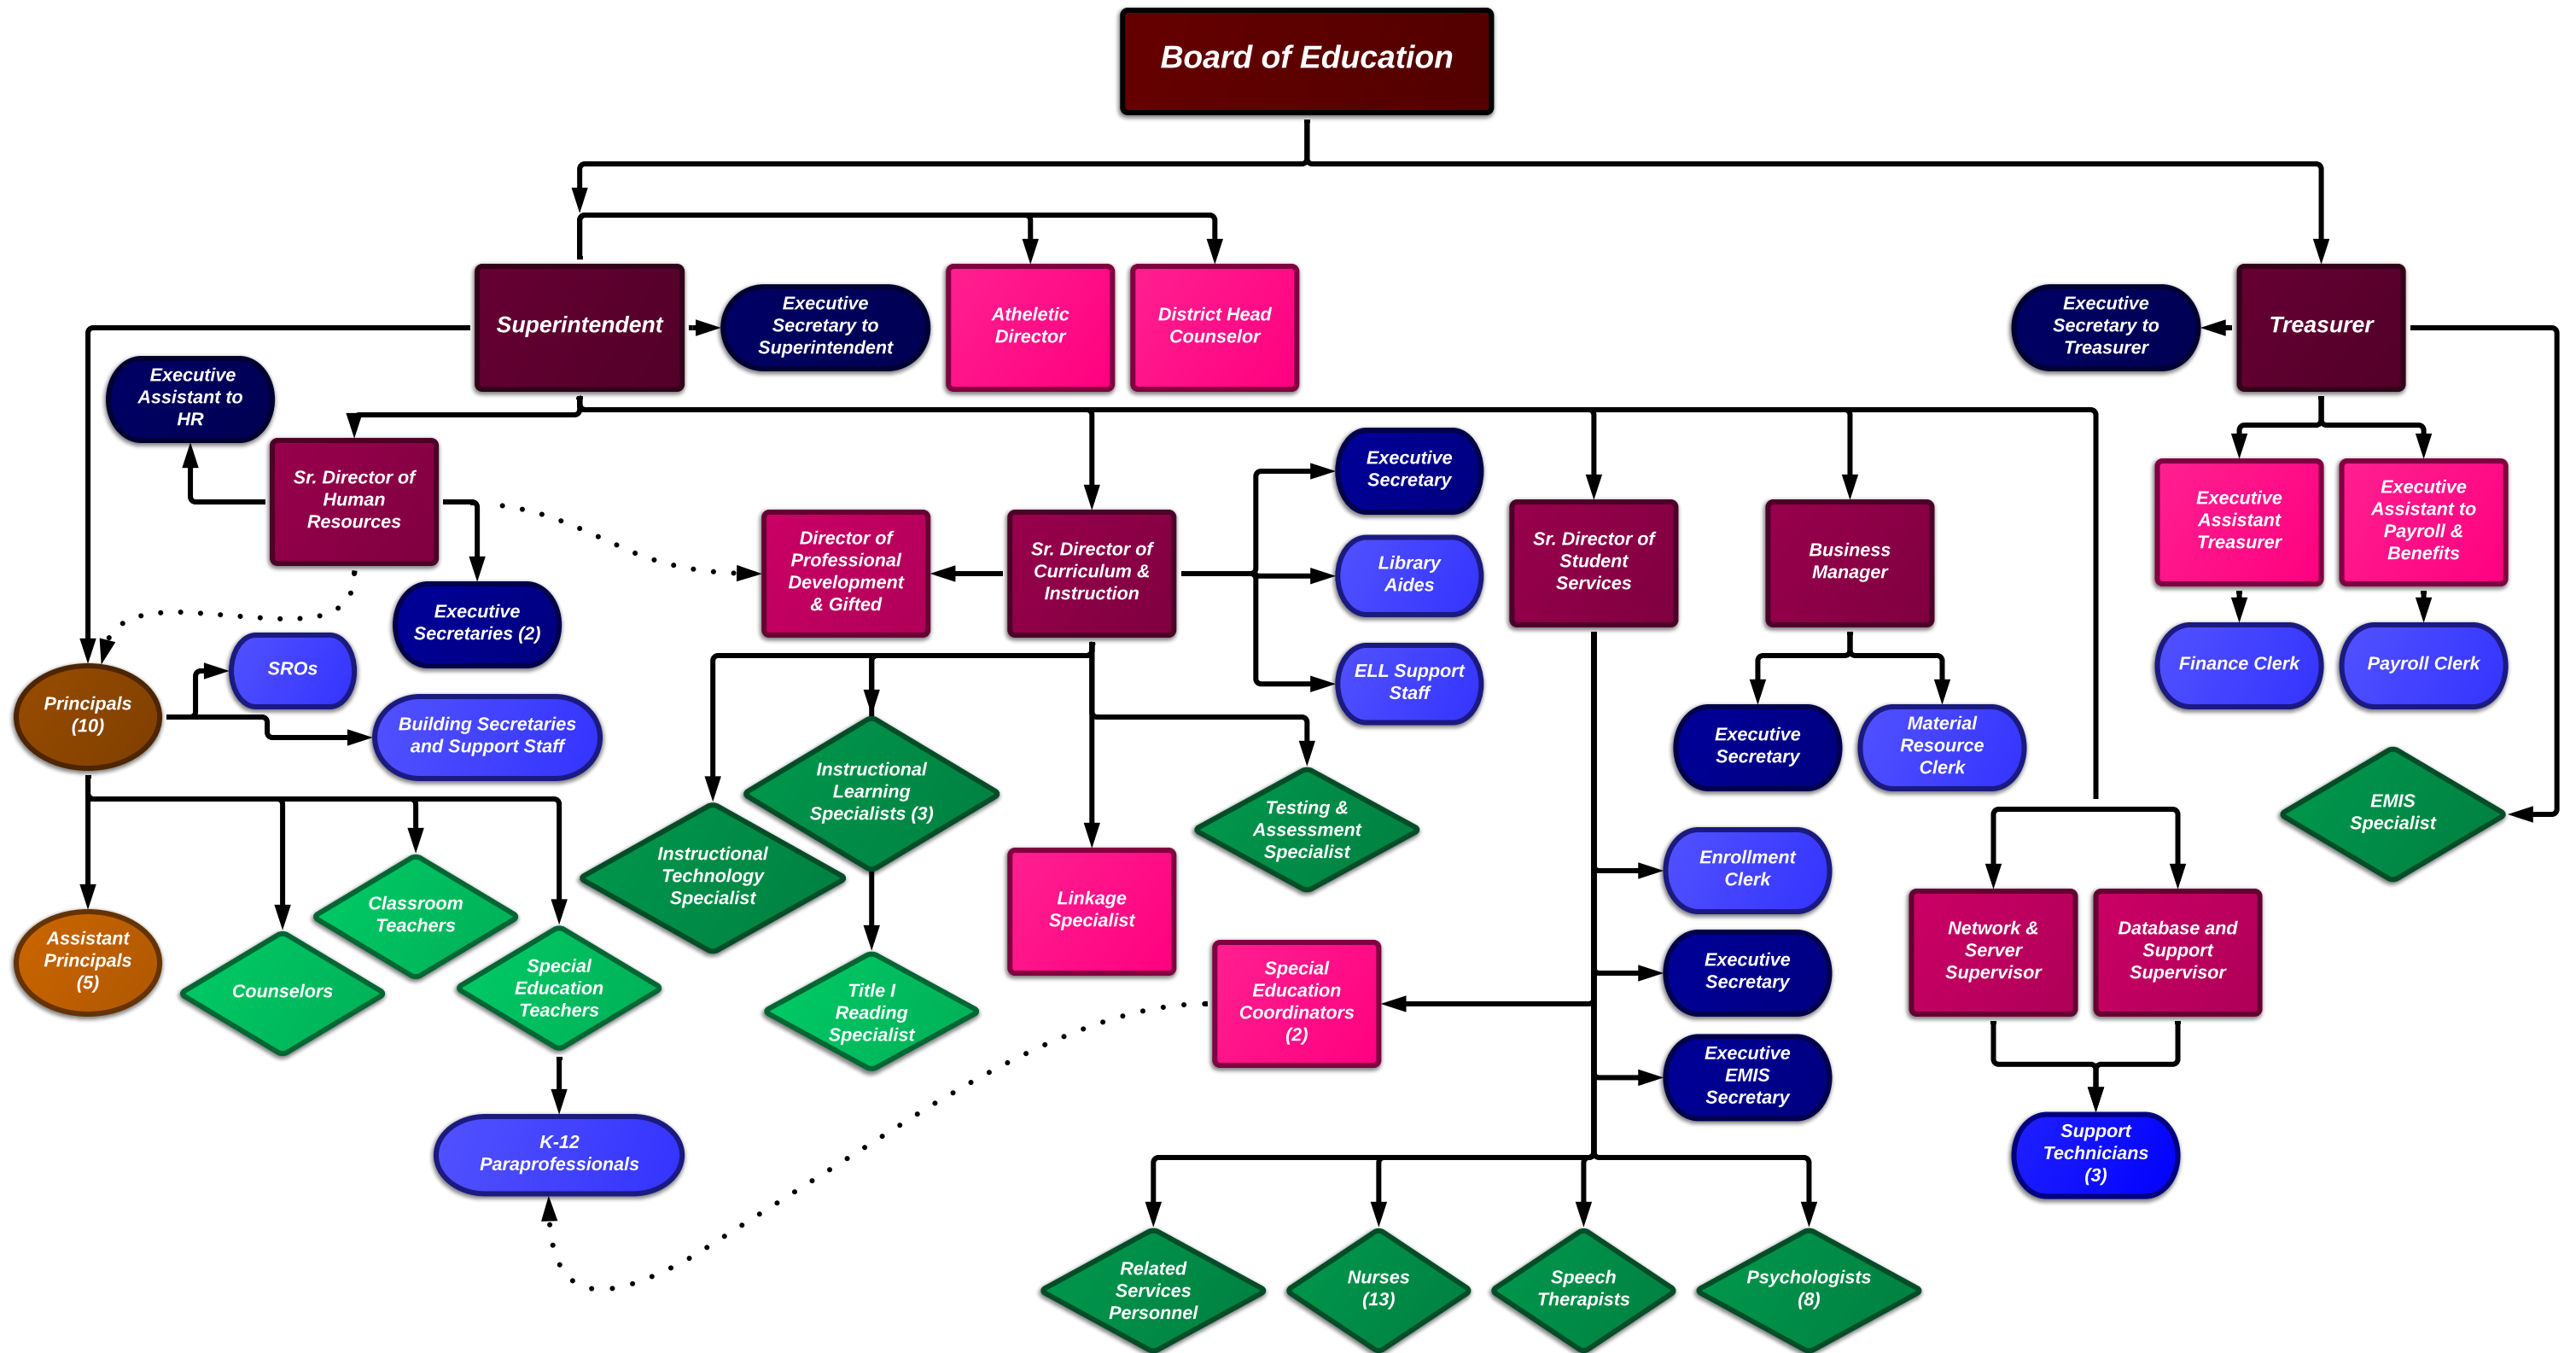 Board of Education
Superintendent
Executive
Secretary to
Superintendent
Atheletic
Director
District Head
Counselor
Executive
Secretary to
Treasurer
Treasurer
Executive
Assistant to
HR
Sr. Director of
Human
Resources
Executive
Secretaries (2)
Director of
Professional
Development
& Gifted
Sr. Director of
Curriculum &
Instruction
Executive
Secretary
Library
Aides
ELL Support
Staff
Sr. Director of
Student
Services
Business
Manager
Executive
Assistant
Treasurer
Executive
Assistant to
Payroll &
Benefits
Finance Clerk
Payroll Clerk
SROs
Principals
(10)
Building Secretaries
and Support Staff
Executive
Secretary
Material
Resource
Clerk
Instructional
Learning
Specialists (3)
Testing &
Assessment
Specialist
EMIS
Specialist
Instructional
Technology
Specialist
Linkage
Specialist
Enrollment
Clerk
Classroom
Teachers
Assistant
Principals
(5)
Counselors
Special
Education
Teachers
Title I
Reading
Specialist
Special
Education
Coordinators
(2)
Executive
Secretary
Network &
Server
Supervisor
Database and
Support
Supervisor
Executive
EMIS
Secretary
K-12
Paraprofessionals
Support
Technicians
(3)
Related
Services
Personnel
Nurses
(13)
Speech
Therapists
Psychologists
(8)